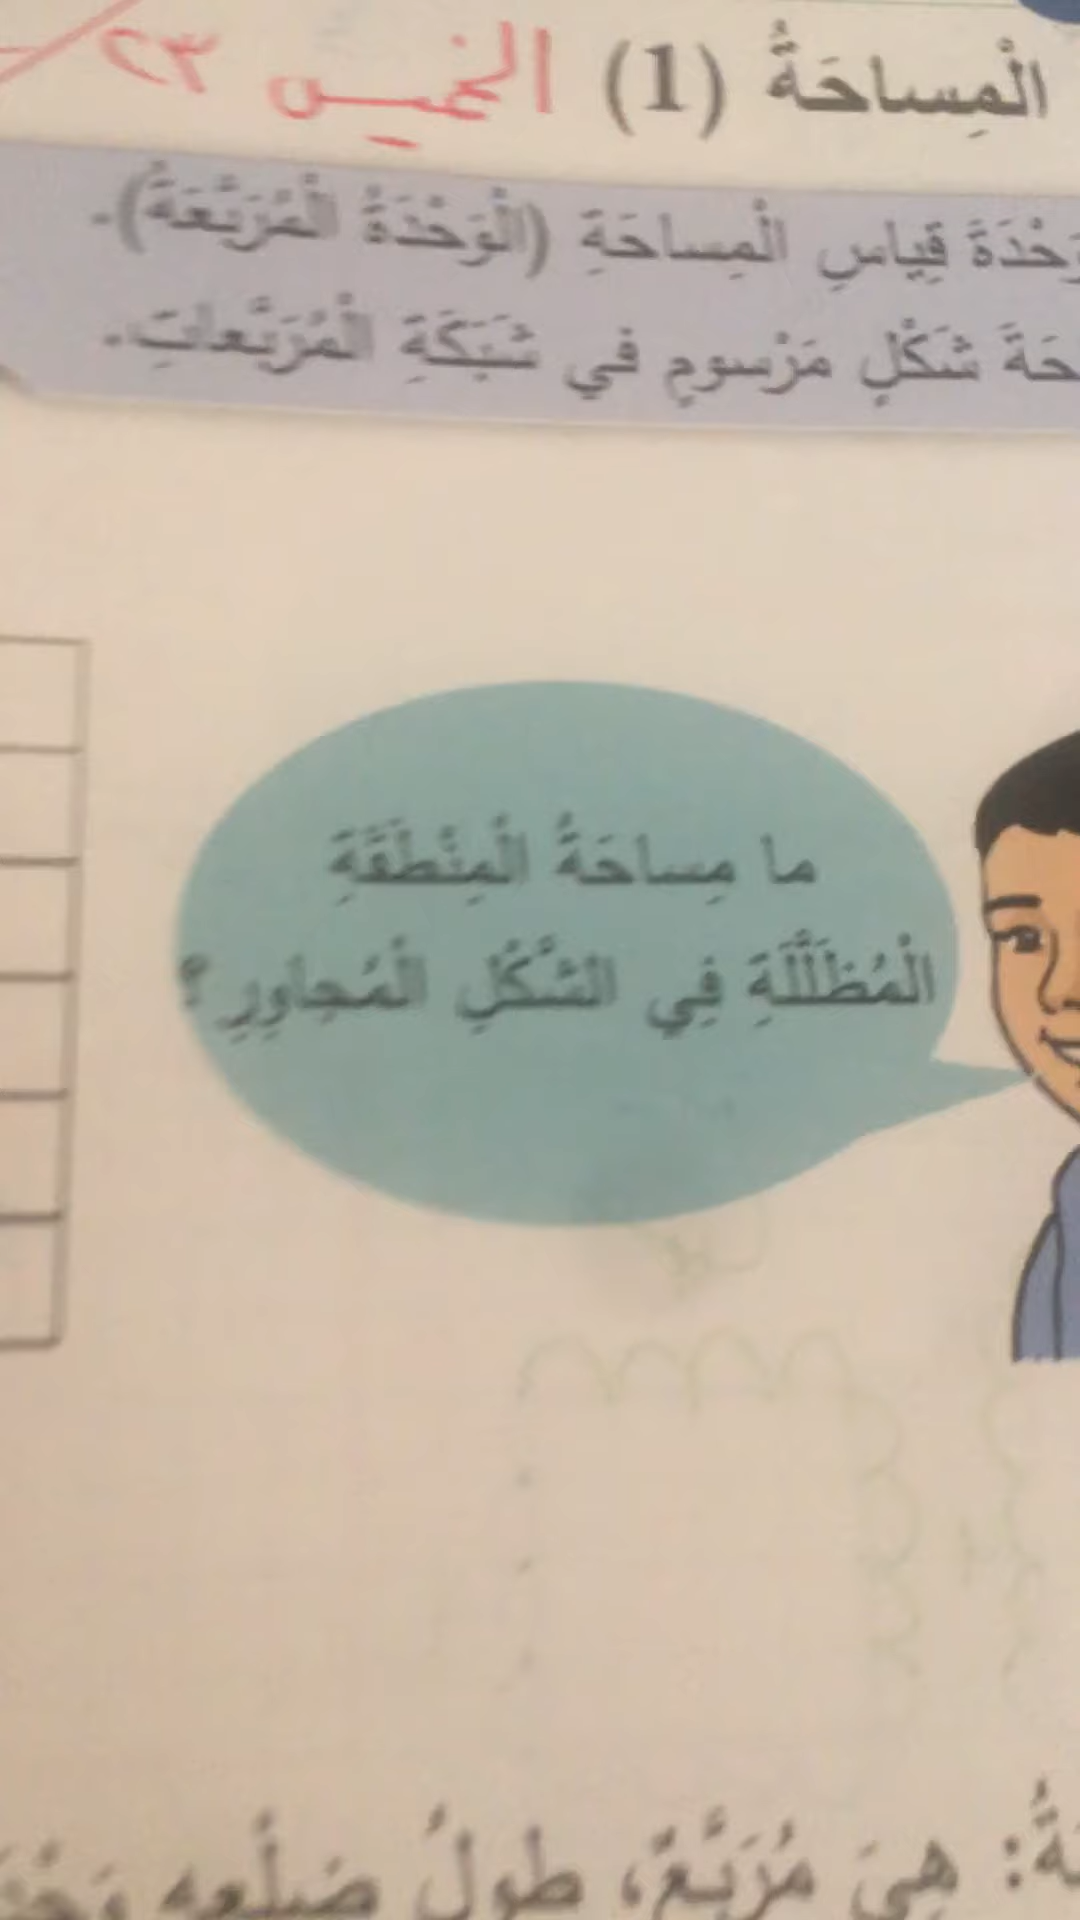 الْمِساحَةُ (1) الخميس ٢٣
وَحْدَةَ قِياسِ الْمِساحَةِ (الْوَحْدَةُ الْمُرَبَّعَةُ).
شَكْلٍ مَرْسومٍ في شَبَكَةِ الْمُرَبَّعاتِ.
ما مِساحَةُ الْمِنْطَقَةِ
الْمُظَلَّلَةِ فِي الشَّكْلِ الْمُجاوِرِ؟
هِيَ مُرَبَّعٌ، طولُ ضِلْعِهِ